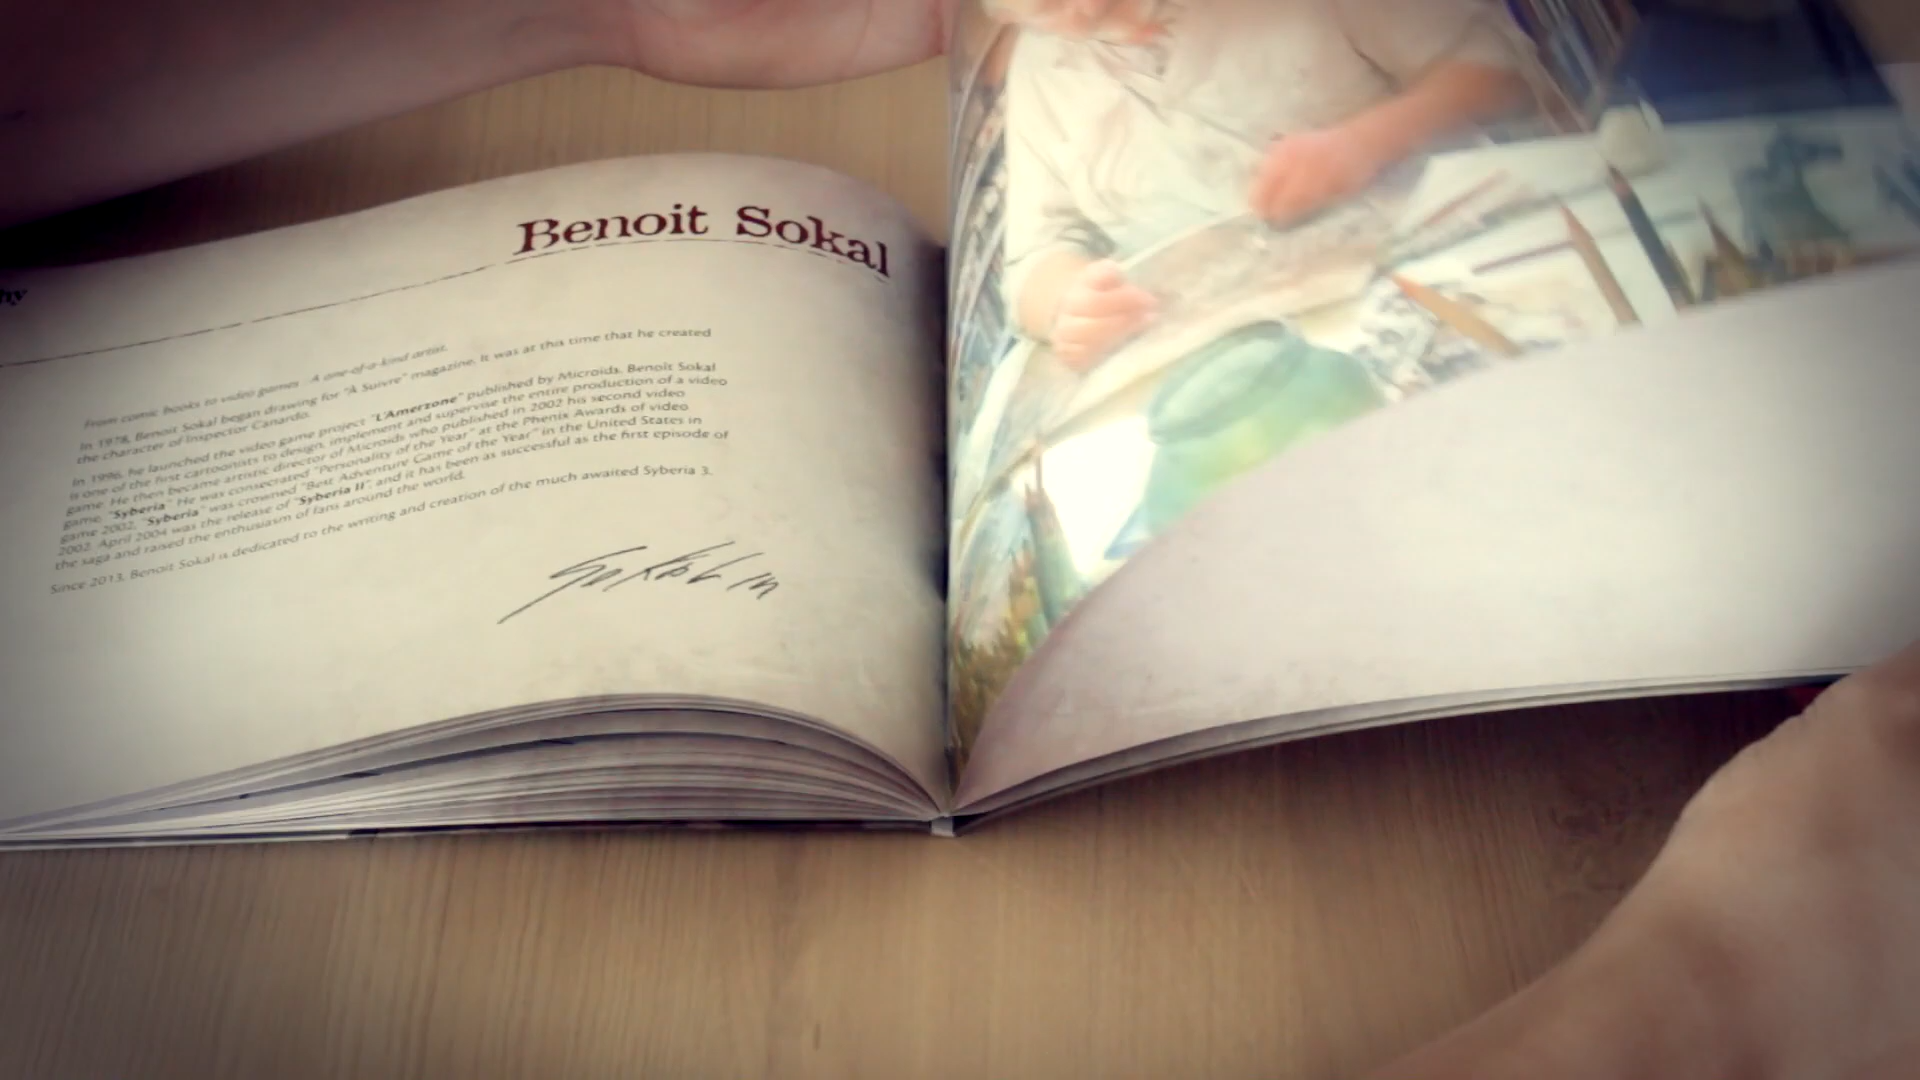 Benoit Sokal
hy
From comic books to video games A one-of-a-kind artist.
In 1978, Benoit Sokal began drawing for "À Suivre" magazine. It was at this time that he created
the character of Inspector Canardo.
In 1996, he launched the video game project "L'Amerzone" published by Microids. Benoit Sokal
is one of the first cartoonists to design, implement and supervise the entire production of a video
game. He then became artistic director of Microids who published in 2002 his second video
game, "Syberia" He was consecrated "Personality of the Year" at the Phenix Awards of video
game 2002, "Syberia" was crowned "Best Adventure Game of the Year" in the United States in
2002. April 2004 was the release of "Syberia II", and it has been as successful as the first episode of
the saga and raised the enthusiasm of fans around the world.
Since 2013, Benoit Sokal is dedicated to the writing and creation of the much awaited Syberia 3.
Sokal